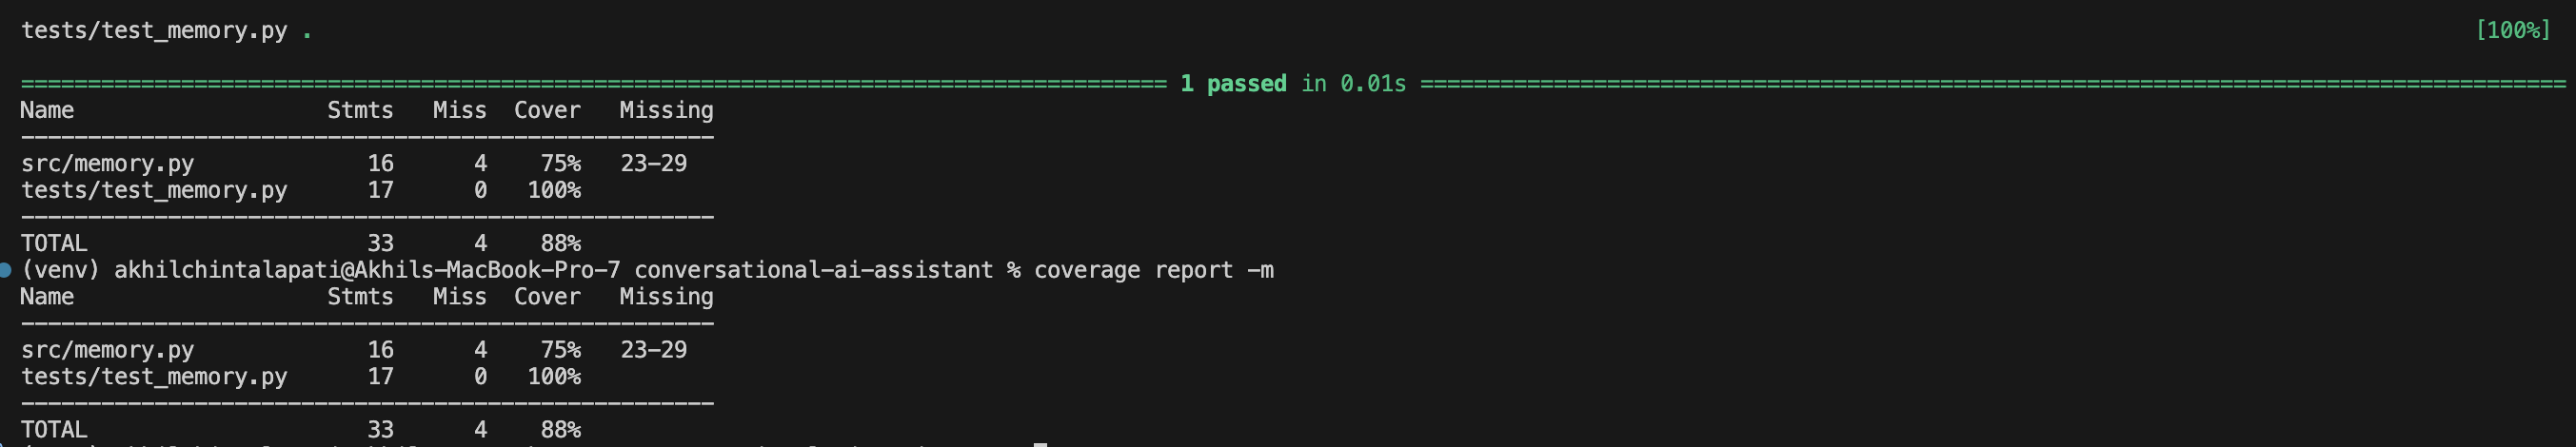 tests/test_memory.py . [100%]
============================ 1 passed in 0.01s ============================
Name Stmts Miss Cover Missing
----------------------------------------------------
src/memory.py 16 4 75% 23-29
tests/test_memory.py 17 0 100%
----------------------------------------------------
TOTAL 33 4 88%
(venv) akhilchintalapati@Akhils-MacBook-Pro-7 conversational-ai-assistant % coverage report -m
Name Stmts Miss Cover Missing
----------------------------------------------------
src/memory.py 16 4 75% 23-29
tests/test_memory.py 17 0 100%
----------------------------------------------------
TOTAL 33 4 88%